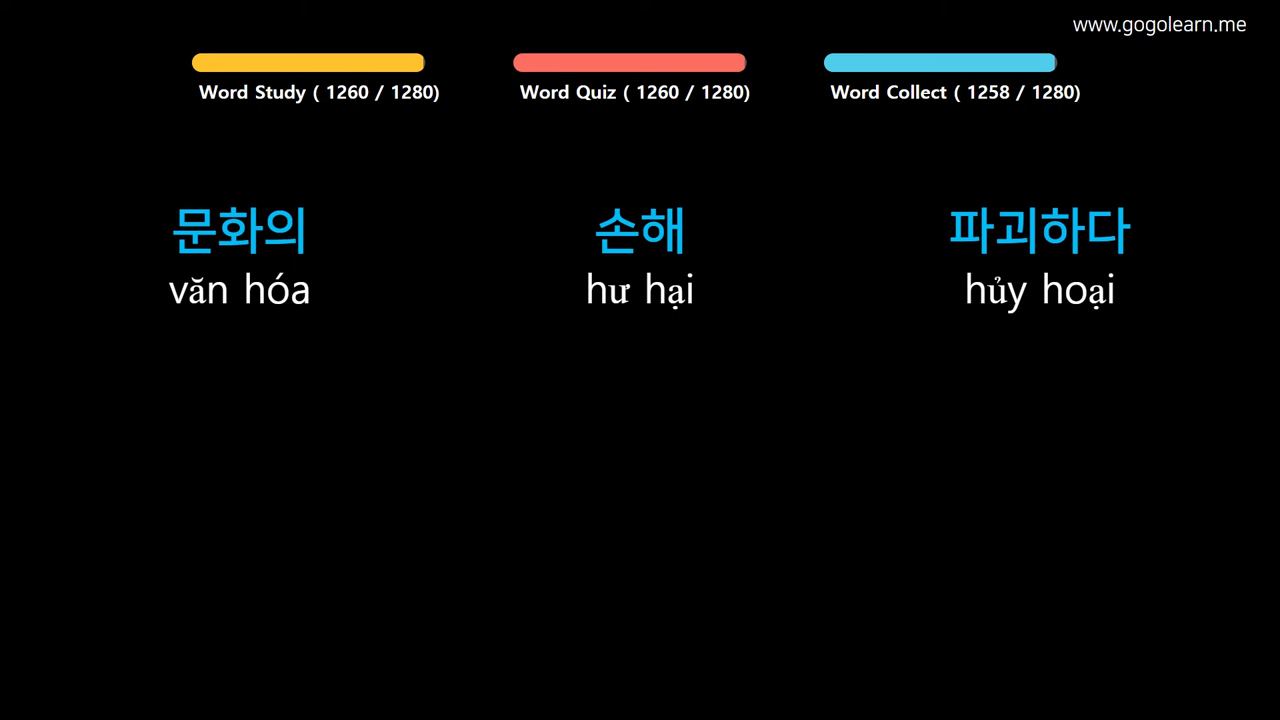 www.gogolearn.me
Word Study ( 1260 / 1280)
Word Quiz ( 1260 / 1280)
Word Collect ( 1258 / 1280)
문화의
손해
파괴하다
văn hóa
hư hại
hủy hoại